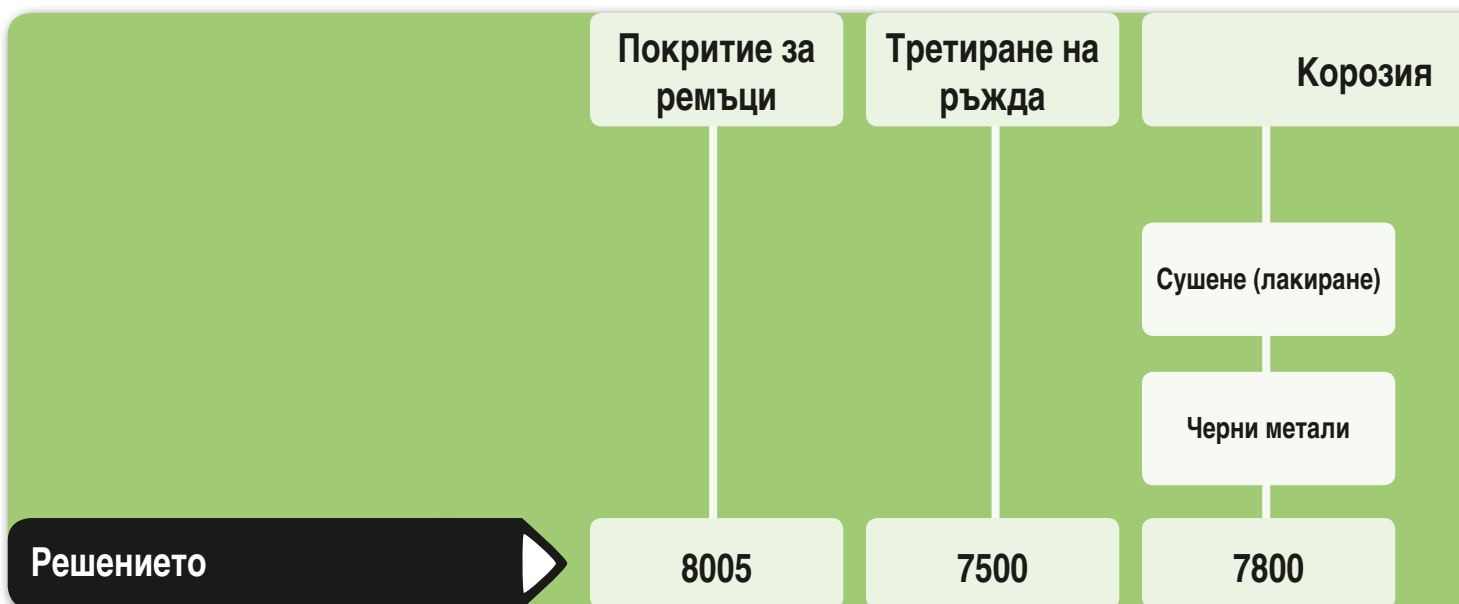 Покритие за
ремъци
Третиране на
ръжда
Корозия
Сушене (лакиране)
Черни метали
Решението
8005
7500
7800